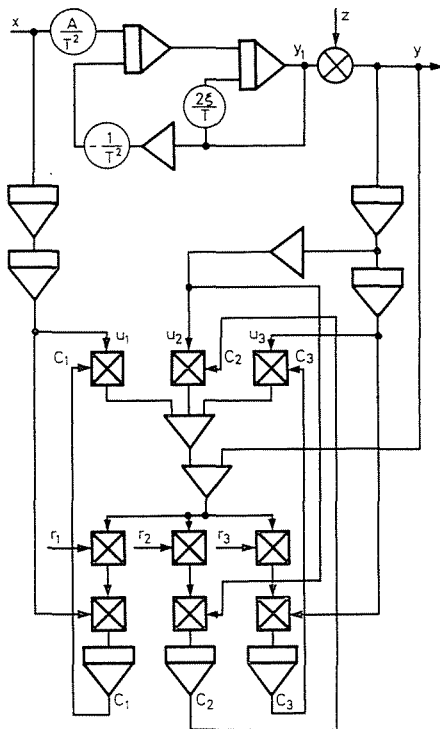 x
A
T²
z
y₁
y
2ξ
T
-1
T²
u₁
u₂
u₃
C₁
C₂
C₃
r₁
r₂
r₃
C₁
C₂
C₃